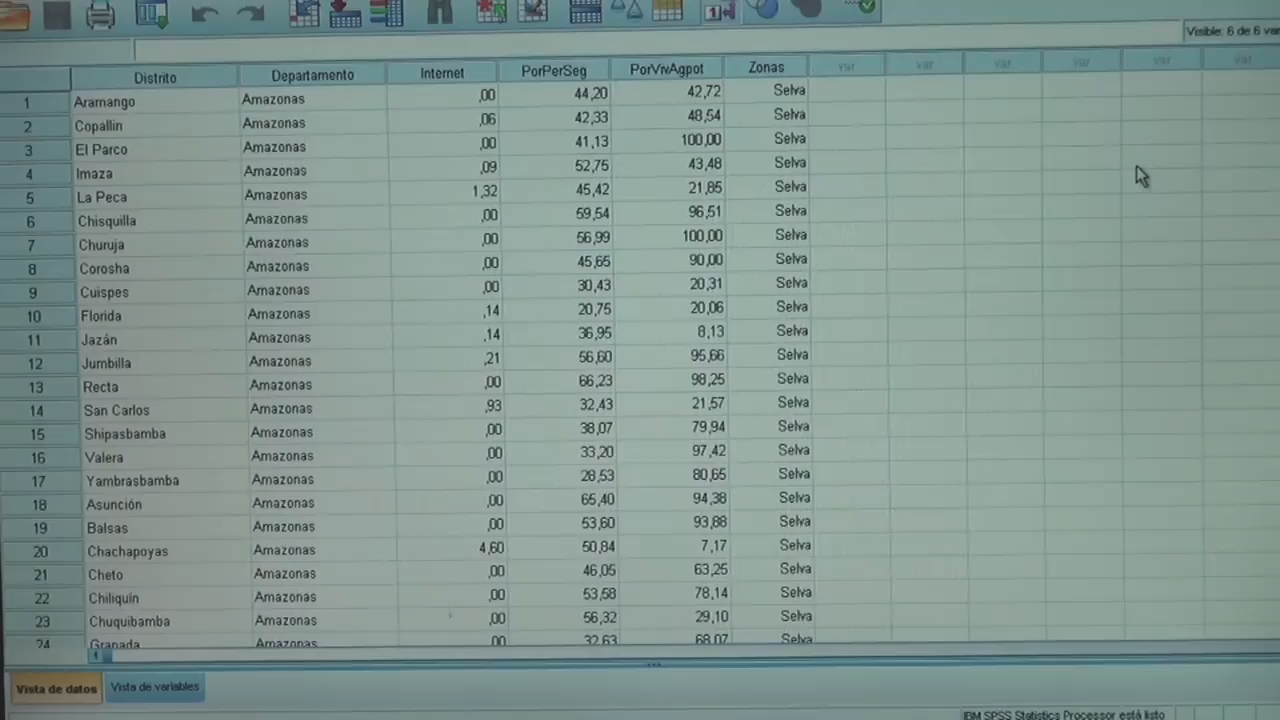 Visible: 6 de 6 var
Distrito Departamento Internet PorPerSeg PorVivAgpot Zonas var var var var var var
1 Aramango Amazonas ,00 44,20 42,72 Selva
2 Copallin Amazonas ,06 42,33 48,54 Selva
3 El Parco Amazonas ,00 41,13 100,00 Selva
4 Imaza Amazonas ,09 52,75 43,48 Selva
5 La Peca Amazonas 1,32 45,42 21,85 Selva
6 Chisquilla Amazonas ,00 59,54 96,51 Selva
7 Churuja Amazonas ,00 56,99 100,00 Selva
8 Corosha Amazonas ,00 45,65 90,00 Selva
9 Cuispes Amazonas ,00 30,43 20,31 Selva
10 Florida Amazonas ,14 20,75 20,06 Selva
11 Jazán Amazonas ,14 36,95 8,13 Selva
12 Jumbilla Amazonas ,21 56,60 95,66 Selva
13 Recta Amazonas ,00 66,23 98,25 Selva
14 San Carlos Amazonas ,93 32,43 21,57 Selva
15 Shipasbamba Amazonas ,00 38,07 79,94 Selva
16 Valera Amazonas ,00 33,20 97,42 Selva
17 Yambrasbamba Amazonas ,00 28,53 80,65 Selva
18 Asunción Amazonas ,00 65,40 94,38 Selva
19 Balsas Amazonas ,00 53,60 93,88 Selva
20 Chachapoyas Amazonas 4,60 50,84 7,17 Selva
21 Cheto Amazonas ,00 46,05 63,25 Selva
22 Chiliquín Amazonas ,00 53,58 78,14 Selva
23 Chuquibamba Amazonas ,00 56,32 29,10 Selva
24 Granada Amazonas ,00 32,63 68,07 Selva
Vista de datos Vista de variables
IBM SPSS Statistics Processor está listo